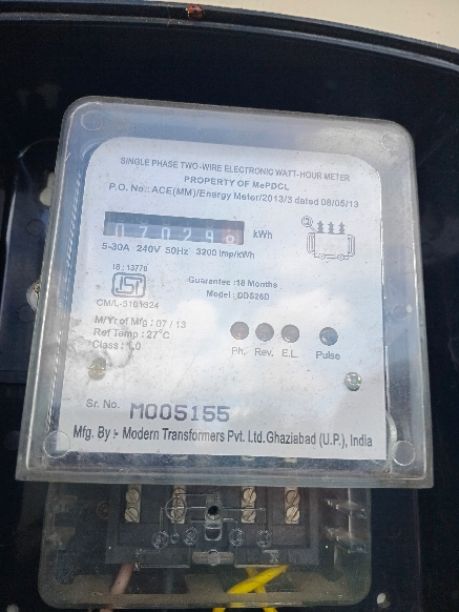 SINGLE PHASE TWO-WIRE ELECTRONIC WATT-HOUR METER
PROPERTY OF MePDCL
P.O. No.: ACE(MM)/Energy Meter/2013/3 dated 08/05/13
07029 kWh
5-30A 240V 50Hz 3200 Imp/kWh
IS : 13779
Guarantee :18 Months
Model : DDS26D
CM/L-5101324
M/Yr of Mfg : 07 / 13
Ref Temp : 27°C
Class : 1.0
Ph. Rev. E.L. Pulse
Sr. No. M005155
Mfg. By :- Modern Transformers Pvt. Ltd. Ghaziabad (U.P.), India